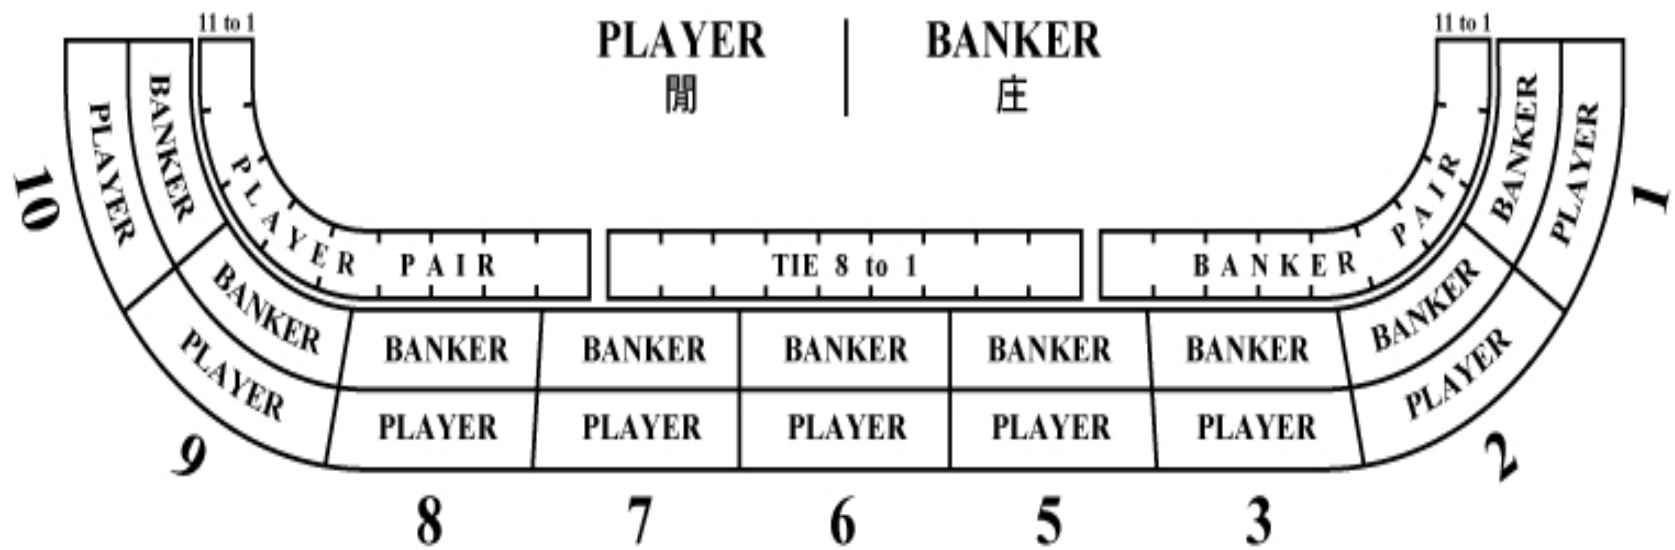 11 to 1
PLAYER
BANKER
11 to 1
閒
庄
PLAYER
BANKER
BANKER
PLAYER
10
1
PLAYER PAIR
TIE 8 to 1
BANKER PAIR
BANKER
PLAYER
BANKER
PLAYER
BANKER
PLAYER
BANKER
PLAYER
BANKER
PLAYER
BANKER
PLAYER
BANKER
PLAYER
9
8
7
6
5
3
2